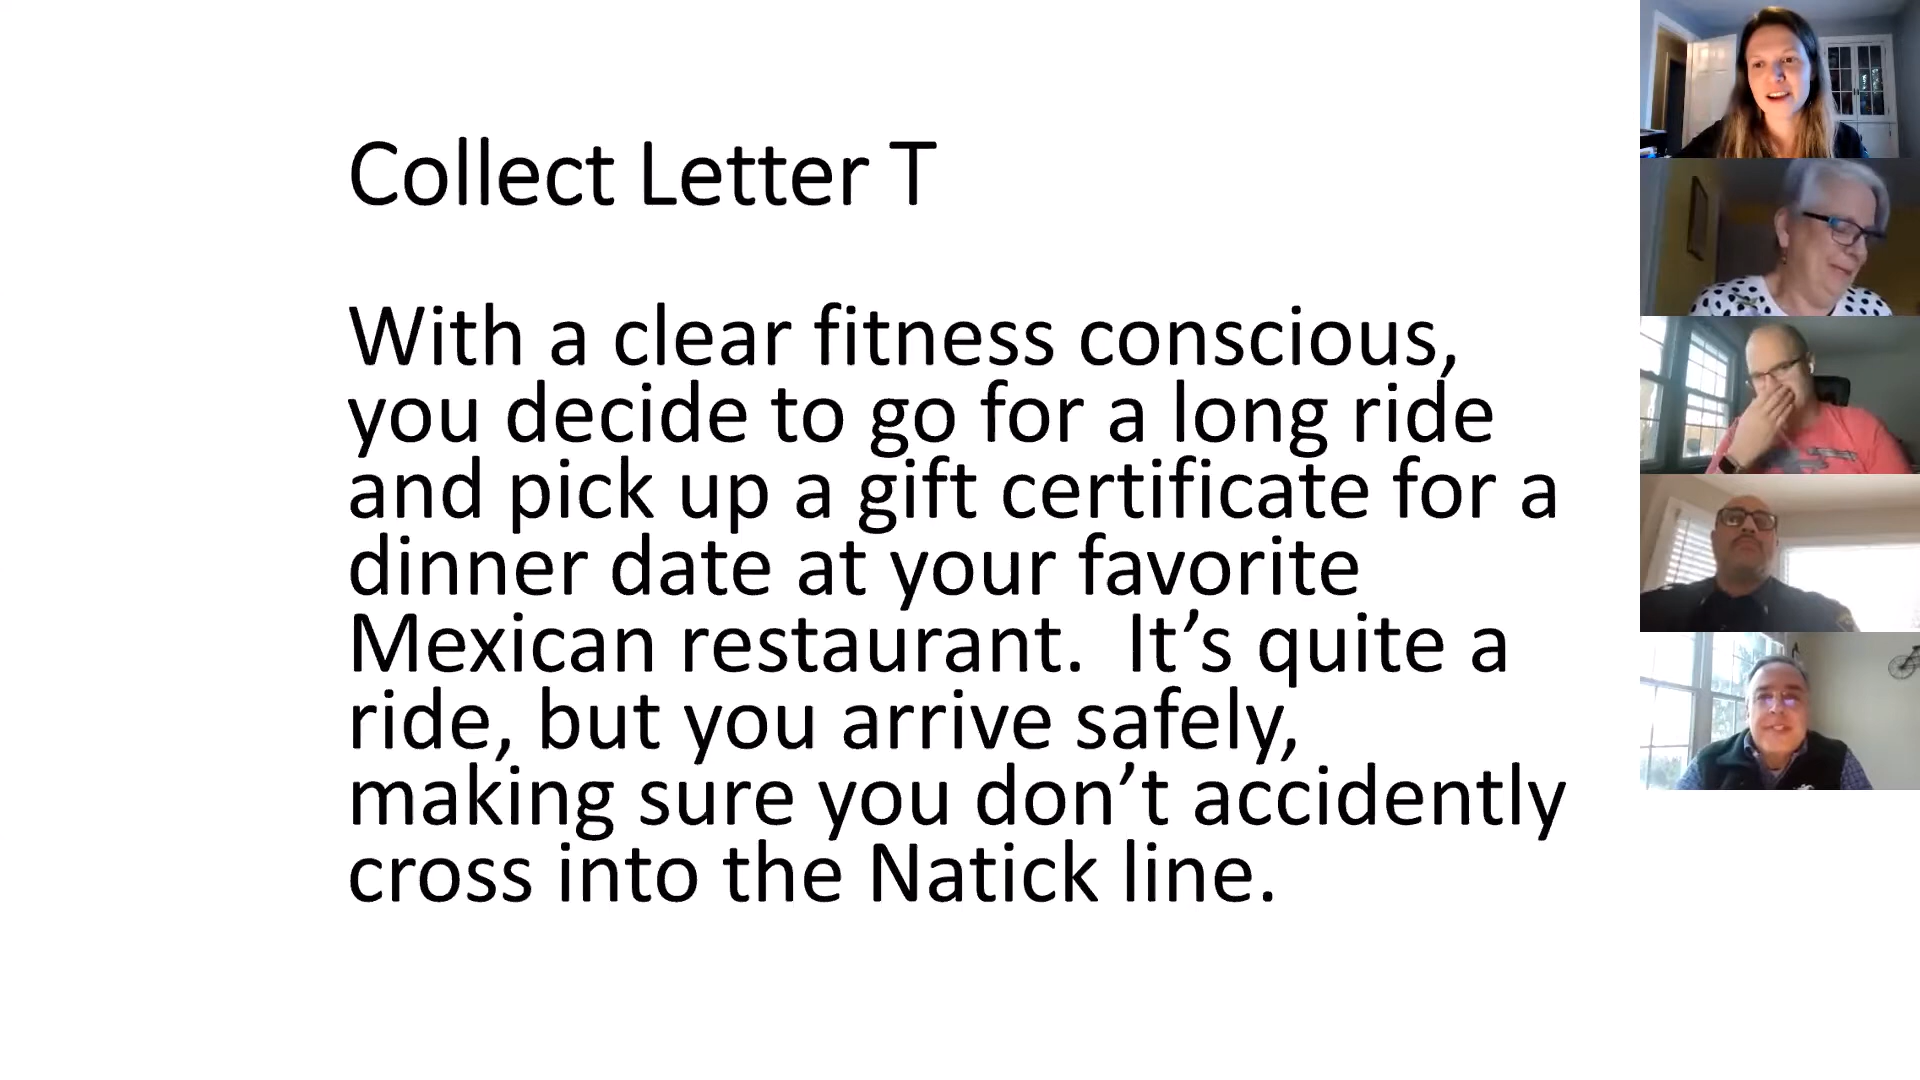 Collect Letter T
With a clear fitness conscious,
you decide to go for a long ride
and pick up a gift certificate for a
dinner date at your favorite
Mexican restaurant.  It’s quite a
ride, but you arrive safely,
making sure you don’t accidently
cross into the Natick line.